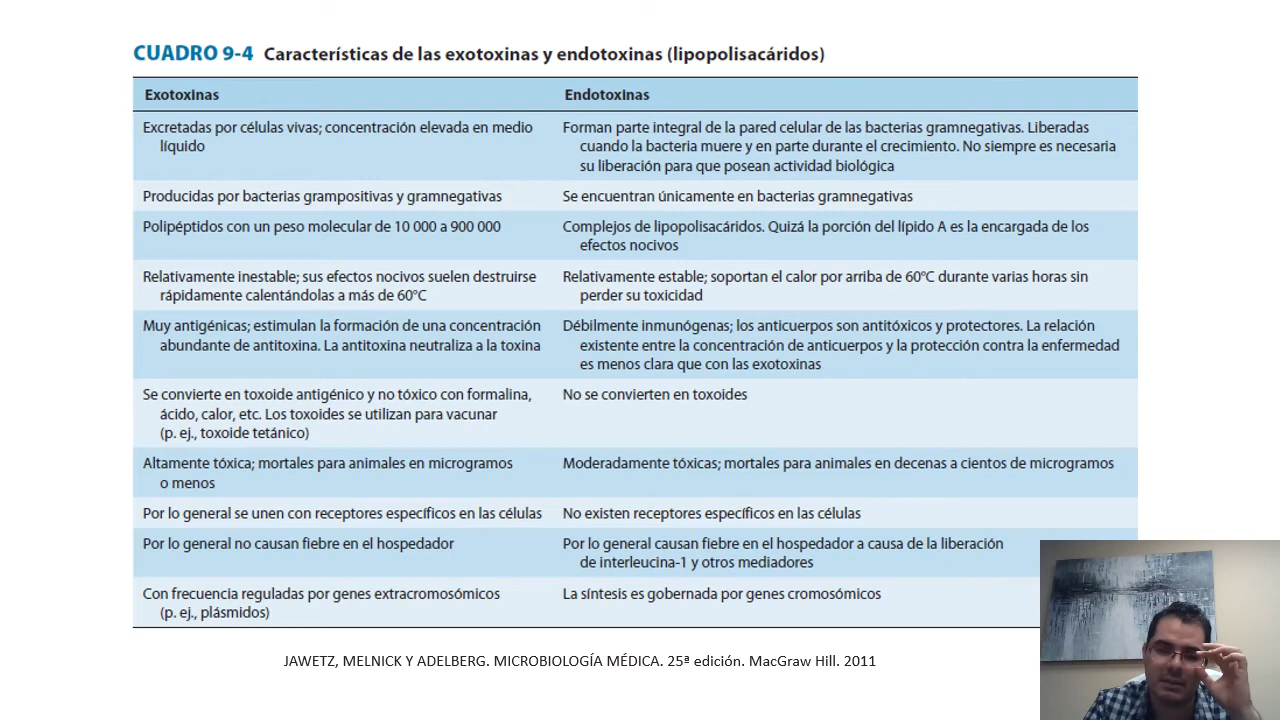 CUADRO 9-4 Características de las exotoxinas y endotoxinas (lipopolisacáridos)
Exotoxinas
Endotoxinas
Excretadas por células vivas; concentración elevada en medio
líquido
Forman parte integral de la pared celular de las bacterias gramnegativas. Liberadas
cuando la bacteria muere y en parte durante el crecimiento. No siempre es necesaria
su liberación para que posean actividad biológica
Producidas por bacterias grampositivas y gramnegativas
Se encuentran únicamente en bacterias gramnegativas
Polipéptidos con un peso molecular de 10 000 a 900 000
Complejos de lipopolisacáridos. Quizá la porción del lípido A es la encargada de los
efectos nocivos
Relativamente inestable; sus efectos nocivos suelen destruirse
rápidamente calentándolas a más de 60°C
Relativamente estable; soportan el calor por arriba de 60°C durante varias horas sin
perder su toxicidad
Muy antigénicas; estimulan la formación de una concentración
abundante de antitoxina. La antitoxina neutraliza a la toxina
Débilmente inmunógenas; los anticuerpos son antitóxicos y protectores. La relación
existente entre la concentración de anticuerpos y la protección contra la enfermedad
es menos clara que con las exotoxinas
Se convierte en toxoide antigénico y no tóxico con formalina,
ácido, calor, etc. Los toxoides se utilizan para vacunar
(p. ej., toxoide tetánico)
No se convierten en toxoides
Altamente tóxica; mortales para animales en microgramos
o menos
Moderadamente tóxicas; mortales para animales en decenas a cientos de microgramos
Por lo general se unen con receptores específicos en las células
No existen receptores específicos en las células
Por lo general no causan fiebre en el hospedador
Por lo general causan fiebre en el hospedador a causa de la liberación
de interleucina-1 y otros mediadores
Con frecuencia reguladas por genes extracromosómicos
(p. ej., plásmidos)
La síntesis es gobernada por genes cromosómicos
JAWETZ, MELNICK Y ADELBERG. MICROBIOLOGÍA MÉDICA. 25ª edición. MacGraw Hill. 2011